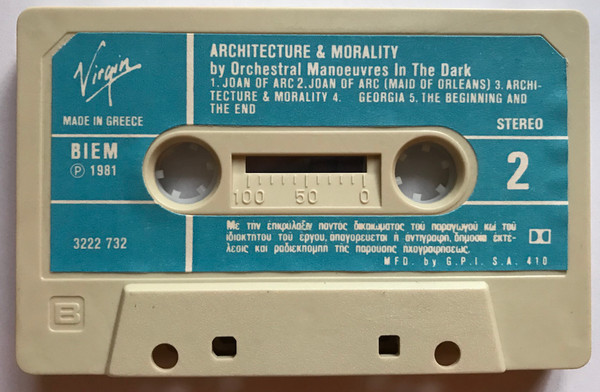 Virgin
MADE IN GREECE
BIEM
Ⓟ 1981
3222 732
ARCHITECTURE & MORALITY
by Orchestral Manoeuvres In The Dark
1. JOAN OF ARC 2. JOAN OF ARC (MAID OF ORLEANS) 3. ARCHI-
TECTURE & MORALITY 4. GEORGIA 5. THE BEGINNING AND
THE END
STEREO
2
100 50 0
Με την επιφύλαξιν παντός δικαιώματος του παραγωγού και του
ιδιοκτήτου του έργου, απαγορεύεται η αντιγραφή, δημοσία εκτέ-
λεσις και ραδιεκπομπή της παρούσης ηχογραφήσεως.
MFD. by G.P.I. S.A. 410
B